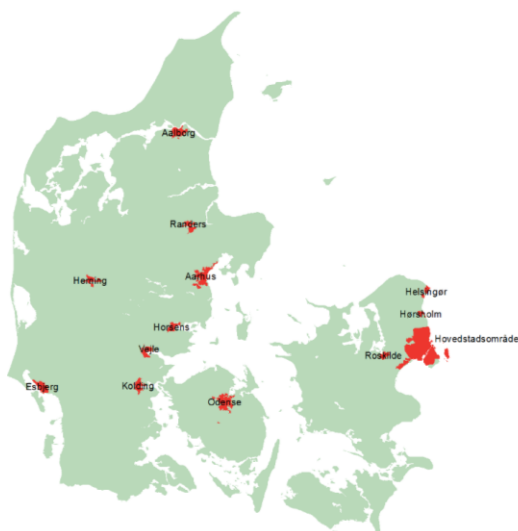 Aalborg
Randers
Herning
Aarhus
Helsingør
Hørsholm
Horsens
Hovedstadsområde
Vejle
Roskilde
Esbjerg
Kolding
Odense